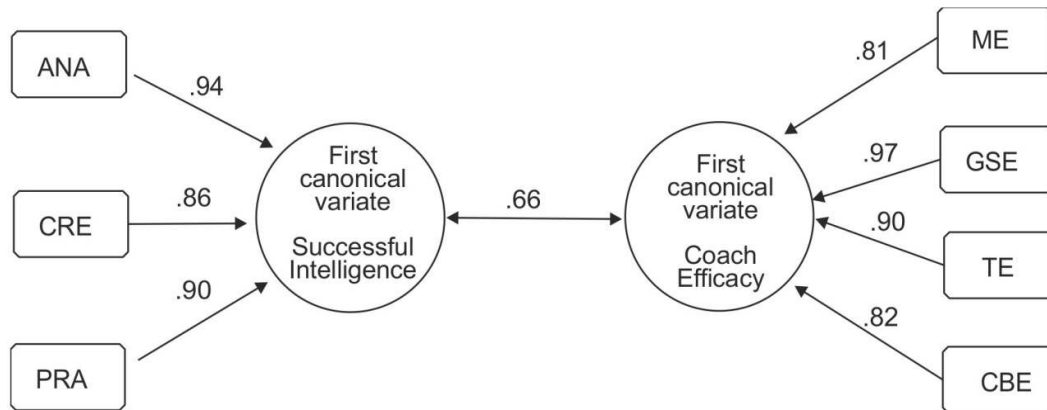 ANA
.94
CRE
.86
PRA
.90
First
canonical
variate
Successful
Intelligence
.66
First
canonical
variate
Coach
Efficacy
.81
ME
.97
GSE
.90
TE
.82
CBE